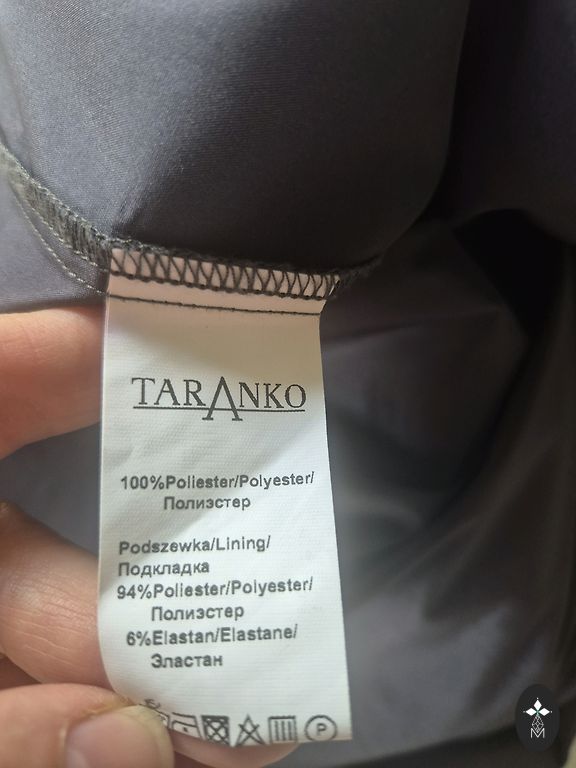 TARANKO
100%Poliester/Polyester/
Полиэстер
Podszewka/Lining/
Подкладка
94%Poliester/Polyester/
Полиэстер
6%Elastan/Elastane/
Эластан
P
M